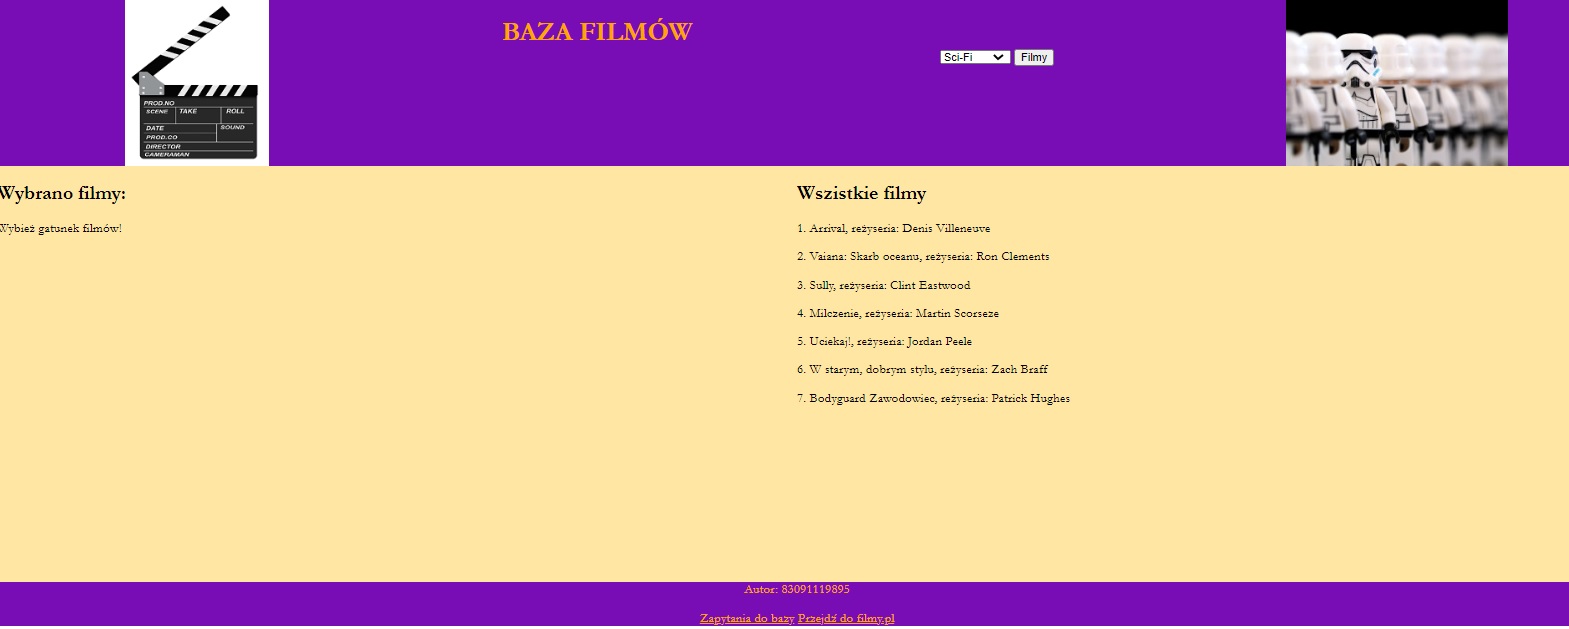 PROD.NO
SCENE TAKE ROLL
DATE SOUND
PROD.CO
DIRECTOR
CAMERAMAN
BAZA FILMÓW
Sci-Fi Filmy
Wybrano filmy:
Wybież gatunek filmów!
Wszistkie filmy
1. Arrival, reżyseria: Denis Villeneuve
2. Vaiana: Skarb oceanu, reżyseria: Ron Clements
3. Sully, reżyseria: Clint Eastwood
4. Milczenie, reżyseria: Martin Scorseze
5. Uciekaj!, reżyseria: Jordan Peele
6. W starym, dobrym stylu, reżyseria: Zach Braff
7. Bodyguard Zawodowiec, reżyseria: Patrick Hughes
Autor: 83091119895
Zapytania do bazy Przejdź do filmy.pl